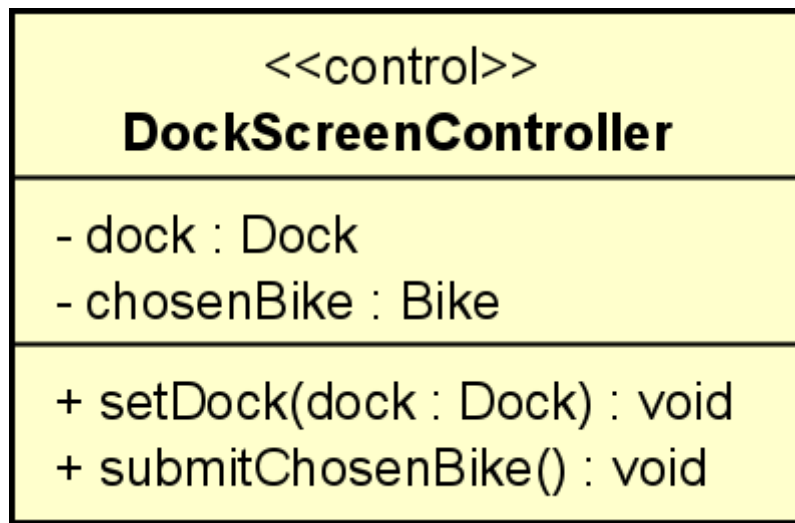 <<control>>
DockScreenController
- dock : Dock
- chosenBike : Bike
+ setDock(dock : Dock) : void
+ submitChosenBike() : void